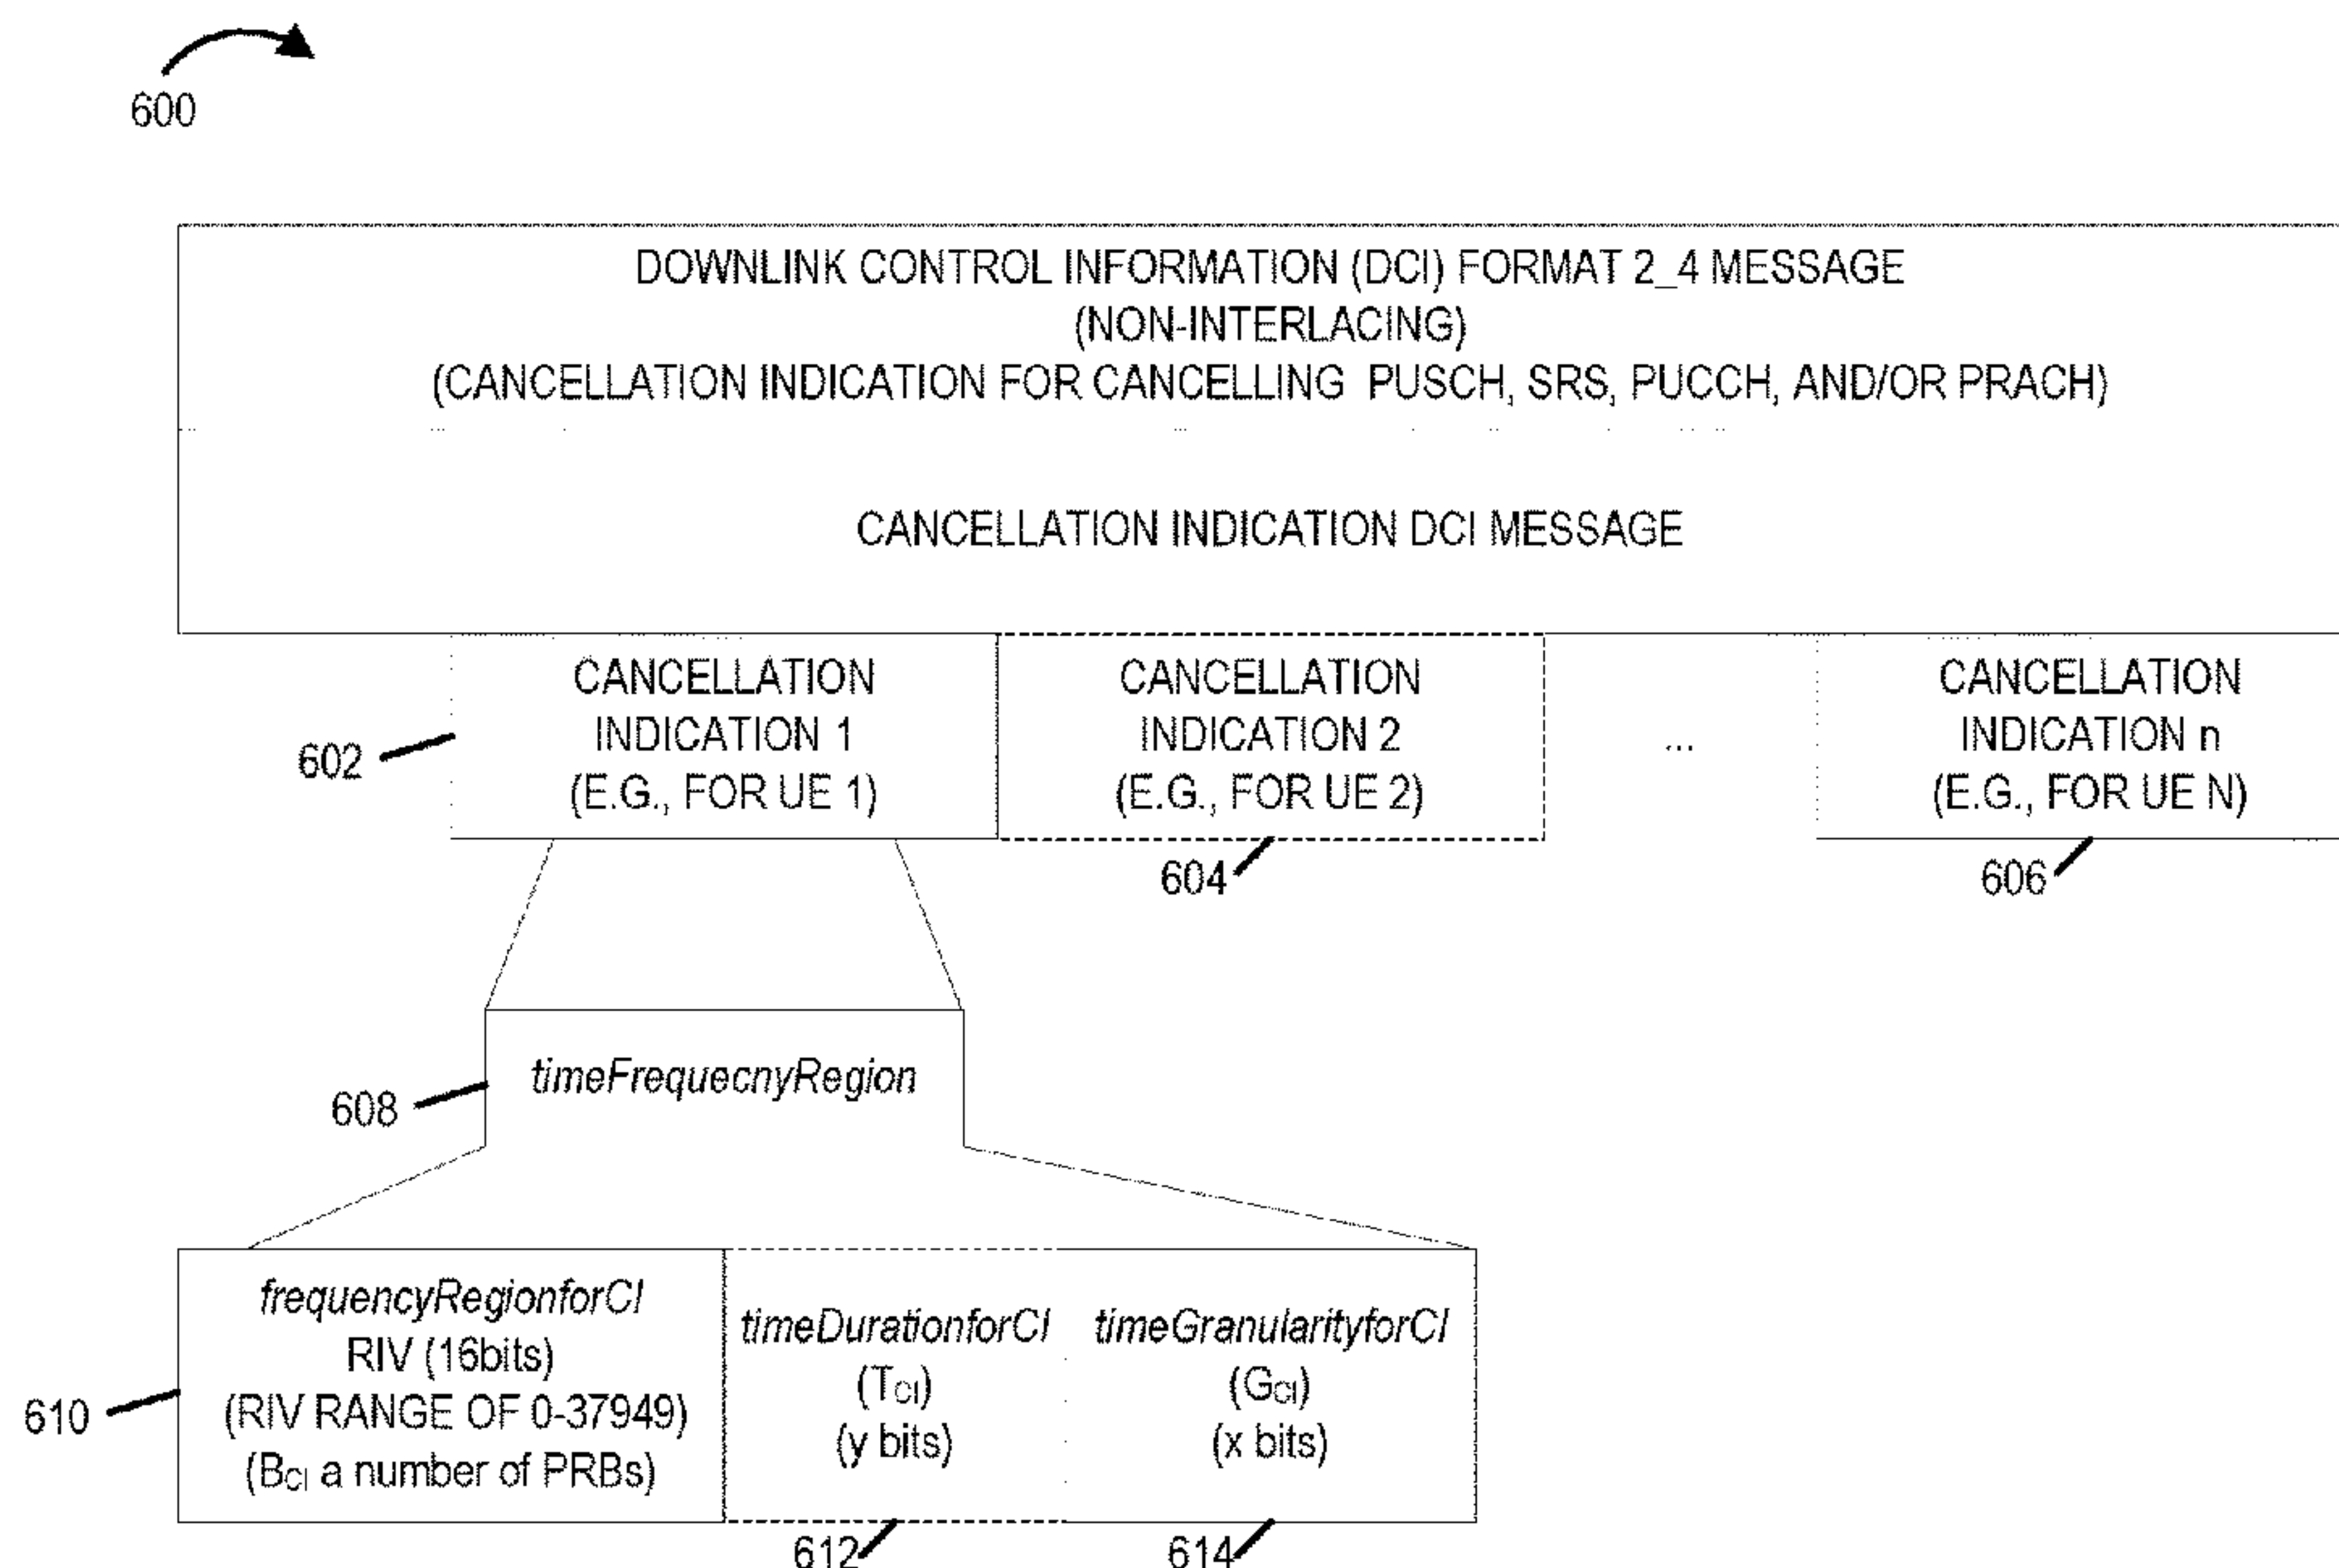 600
DOWNLINK CONTROL INFORMATION (DCI) FORMAT 2_4 MESSAGE
(NON-INTERLACING)
(CANCELLATION INDICATION FOR CANCELLING PUSCH, SRS, PUCCH, AND/OR PRACH)
CANCELLATION INDICATION DCI MESSAGE
602
CANCELLATION
INDICATION 1
(E.G., FOR UE 1)
CANCELLATION
INDICATION 2
(E.G., FOR UE 2)
604
...
CANCELLATION
INDICATION n
(E.G., FOR UE N)
606
608
timeFrequecnyRegion
610
frequencyRegionforCI
RIV (16bits)
(RIV RANGE OF 0-37949)
(BCI a number of PRBs)
timeDurationforCI
(TCI)
(y bits)
612
timeGranularityforCI
(GCI)
(x bits)
614